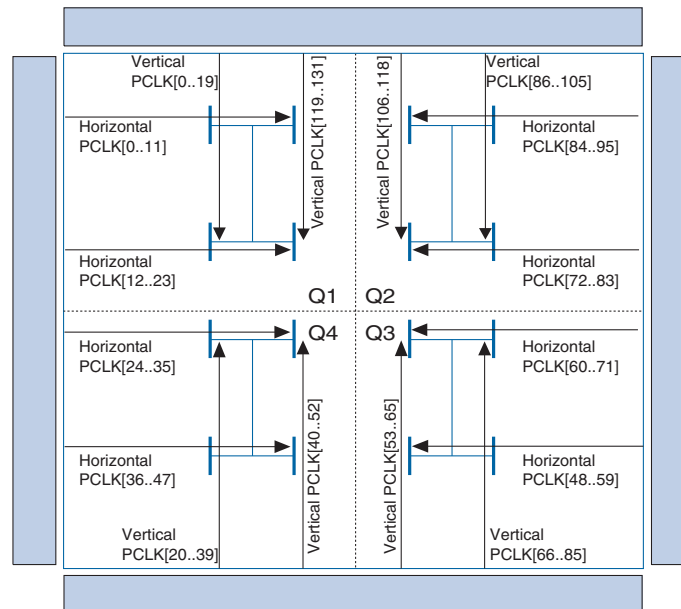 Vertical
PCLK[0..19]
Vertical PCLK[119..131]
Vertical PCLK[106..118]
Vertical
PCLK[86..105]
Horizontal
PCLK[0..11]
Horizontal
PCLK[84..95]
Horizontal
PCLK[12..23]
Horizontal
PCLK[72..83]
Q1 Q2
Q4 Q3
Horizontal
PCLK[24..35]
Horizontal
PCLK[60..71]
Vertical PCLK[40..52]
Vertical PCLK[53..65]
Horizontal
PCLK[36..47]
Horizontal
PCLK[48..59]
Vertical
PCLK[20..39]
Vertical
PCLK[66..85]